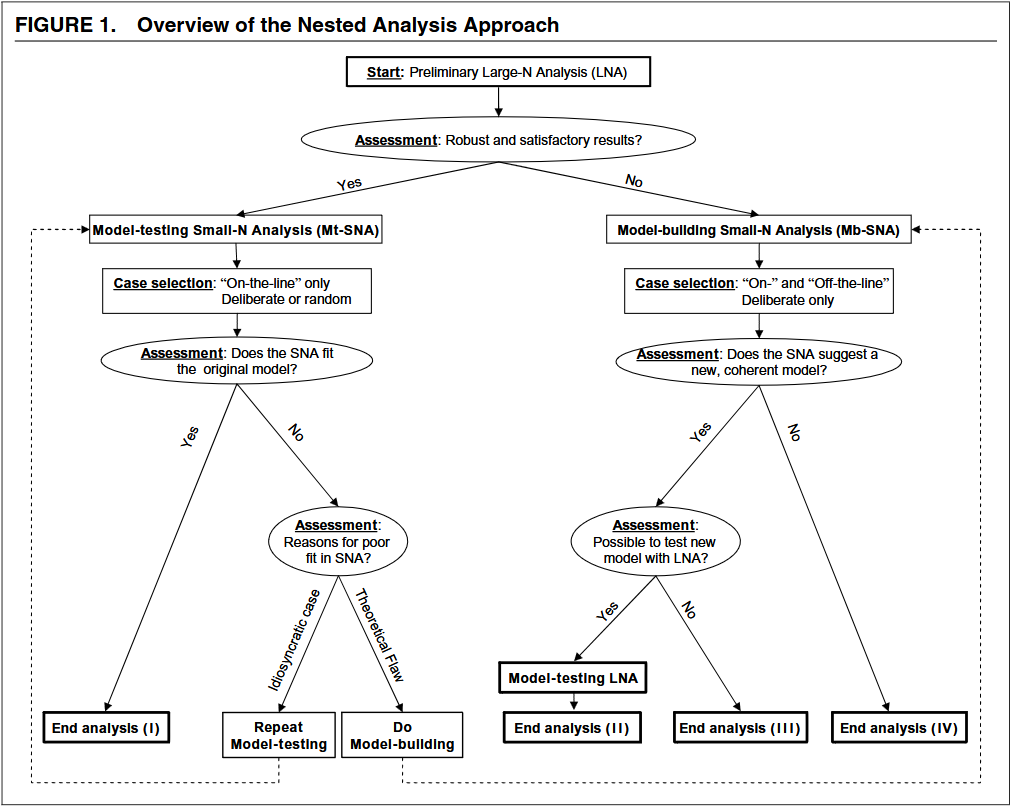 FIGURE 1. Overview of the Nested Analysis Approach
Start: Preliminary Large-N Analysis (LNA)
Assessment: Robust and satisfactory results?
Yes
No
Model-testing Small-N Analysis (Mt-SNA)
Model-building Small-N Analysis (Mb-SNA)
Case selection: “On-the-line” only
Deliberate or random
Case selection: “On-” and “Off-the-line”
Deliberate only
Assessment: Does the SNA fit
the original model?
Assessment: Does the SNA suggest a
new, coherent model?
Yes
No
Yes
No
Assessment:
Reasons for poor
fit in SNA?
Assessment:
Possible to test new
model with LNA?
Idiosyncratic case
Theoretical Flaw
Yes
No
Model-testing LNA
End analysis (I)
Repeat
Model-testing
Do
Model-building
End analysis (II)
End analysis (III)
End analysis (IV)